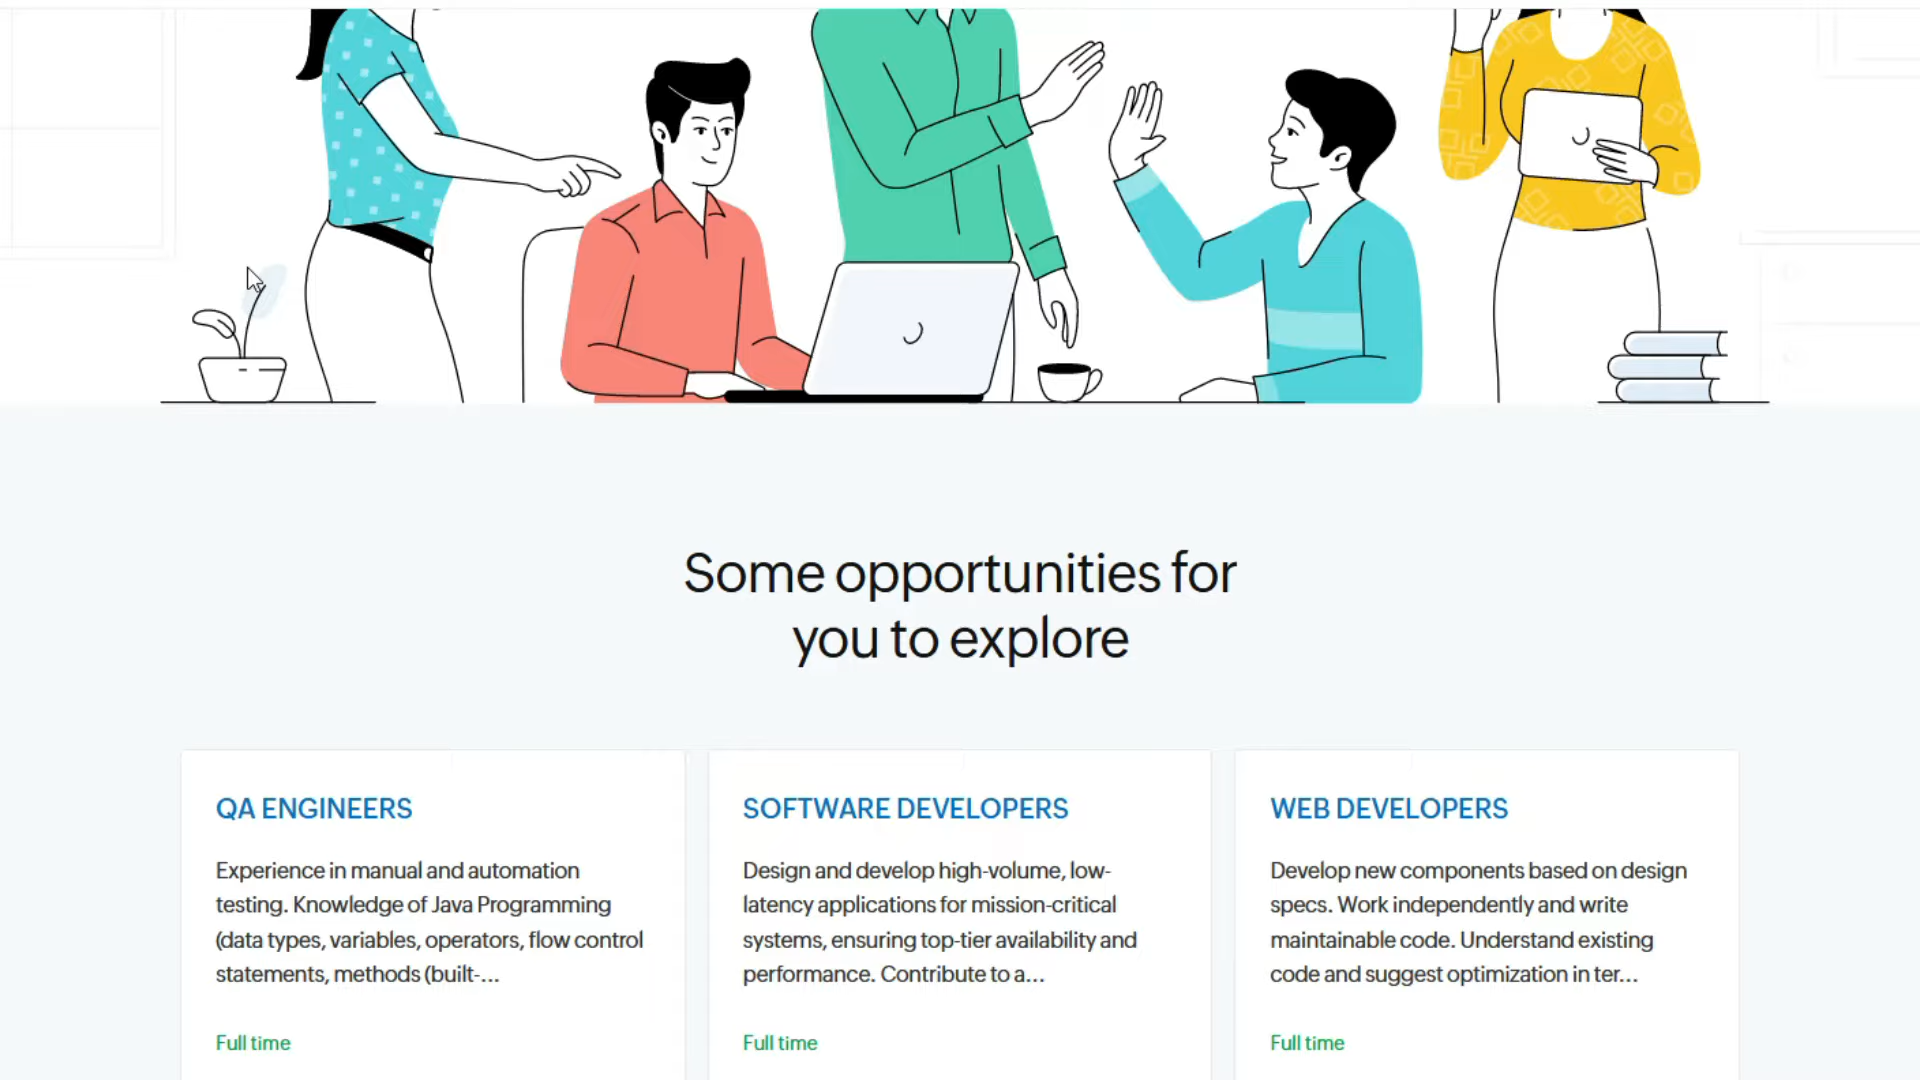 Some opportunities for
you to explore
QA ENGINEERS
Experience in manual and automation
testing. Knowledge of Java Programming
(data types, variables, operators, flow control
statements, methods (built-...
Full time
SOFTWARE DEVELOPERS
Design and develop high-volume, low-
latency applications for mission-critical
systems, ensuring top-tier availability and
performance. Contribute to a...
Full time
WEB DEVELOPERS
Develop new components based on design
specs. Work independently and write
maintainable code. Understand existing
code and suggest optimization in ter...
Full time